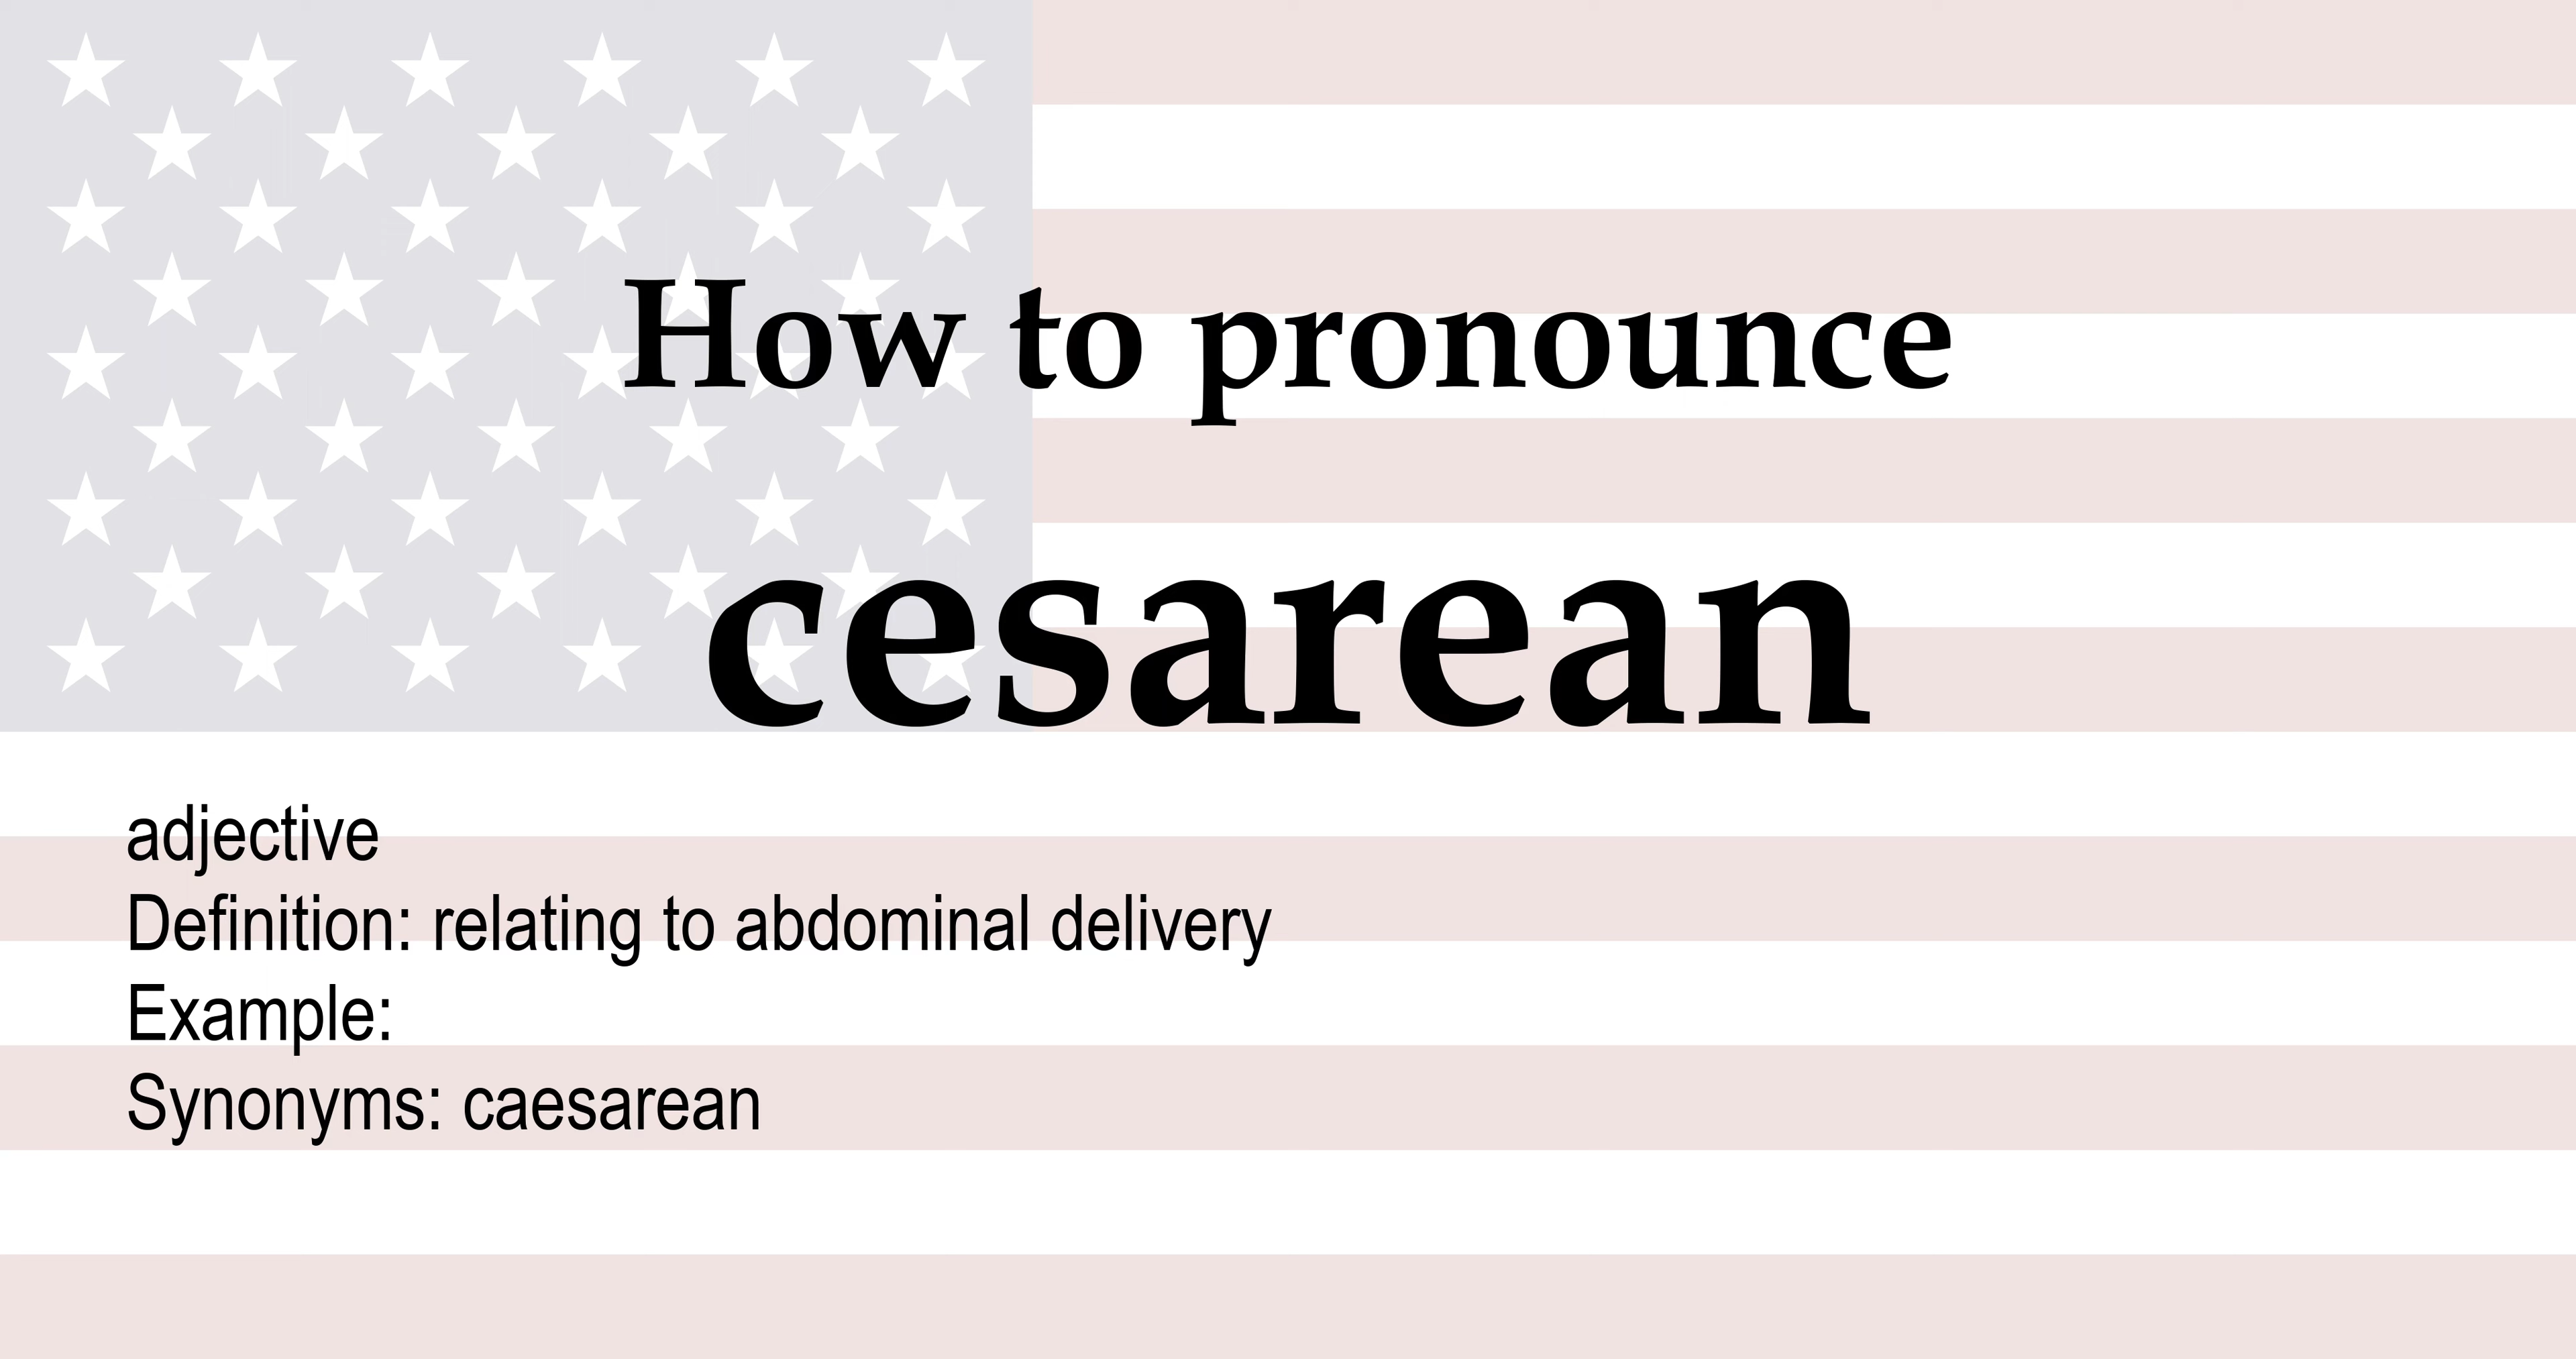 How to pronounce
cesarean
adjective
Definition: relating to abdominal delivery
Example:
Synonyms: caesarean